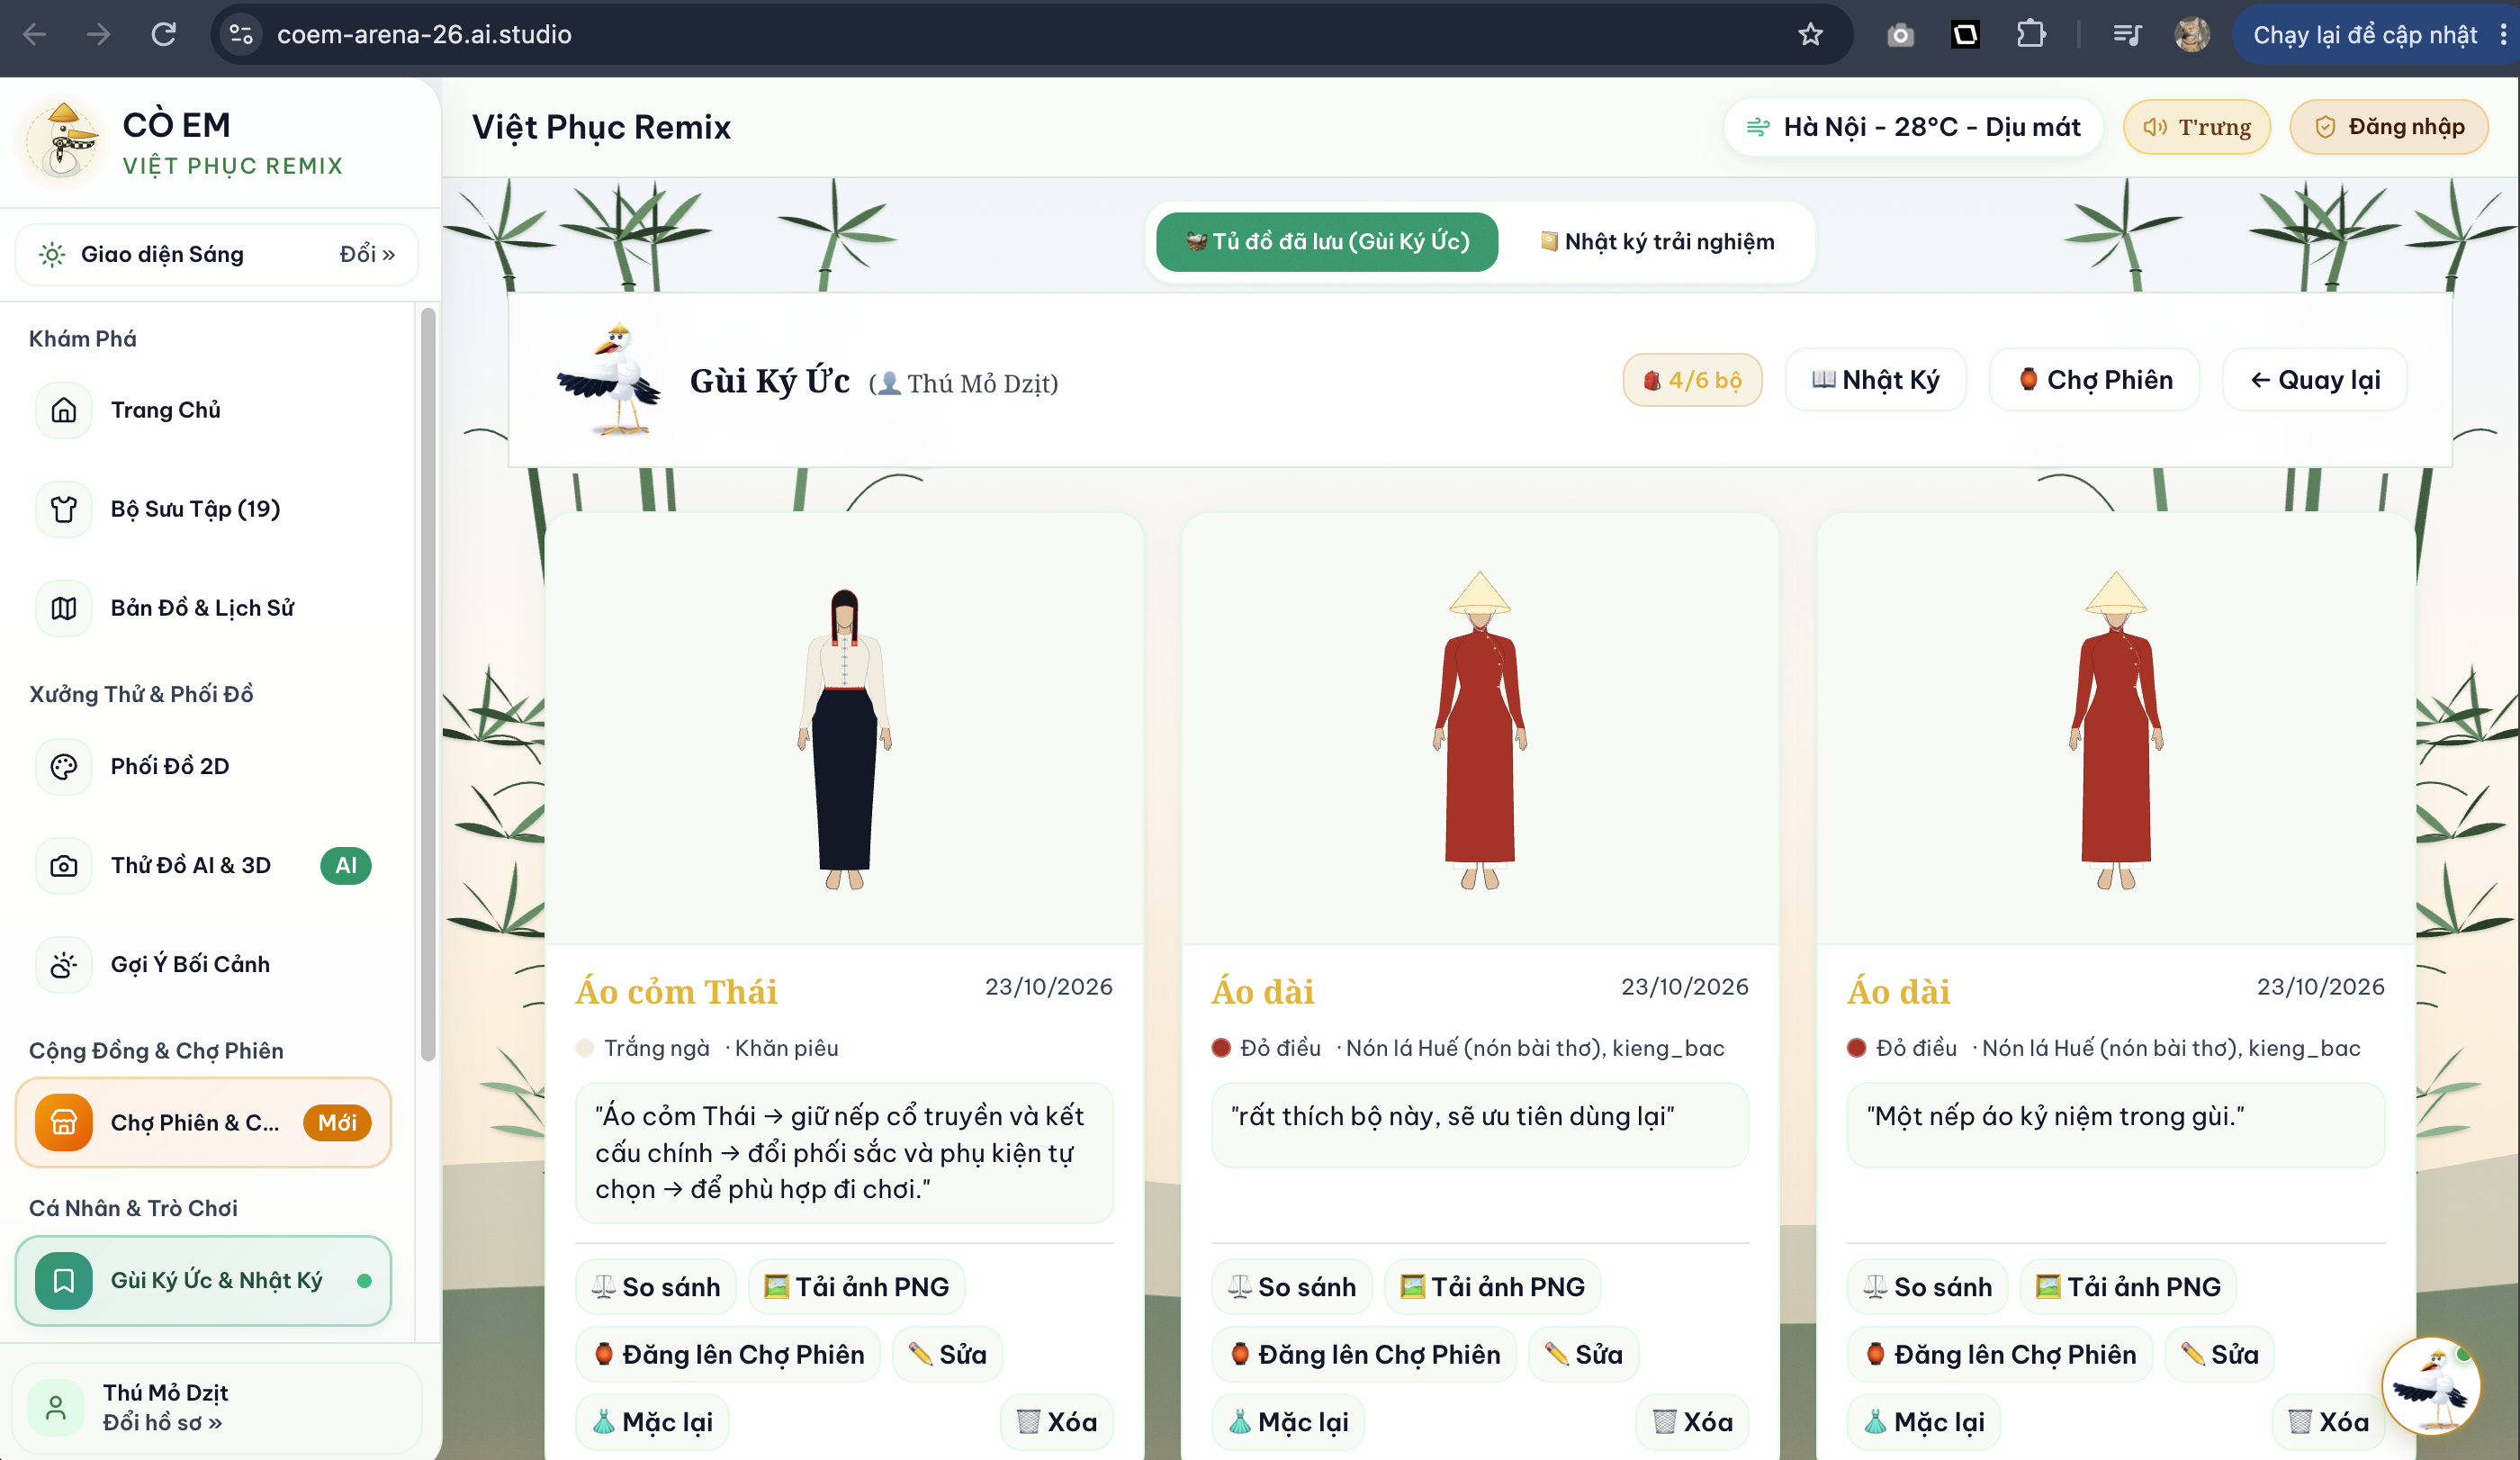 coem-arena-26.ai.studio
Chạy lại để cập nhật
CÒ EM
VIỆT PHỤC REMIX
Việt Phục Remix
Hà Nội - 28°C - Dịu mát
T'rưng
Đăng nhập
Giao diện Sáng
Đổi »
Khám Phá
Trang Chủ
Bộ Sưu Tập (19)
Bản Đồ & Lịch Sử
Xưởng Thử & Phối Đồ
Phối Đồ 2D
Thử Đồ AI & 3D
AI
Gợi Ý Bối Cảnh
Cộng Đồng & Chợ Phiên
Chợ Phiên & C...
Mới
Cá Nhân & Trò Chơi
Gùi Ký Ức & Nhật Ký
Thú Mỏ Dzịt
Đổi hồ sơ »
Tủ đồ đã lưu (Gùi Ký Ức)
Nhật ký trải nghiệm
Gùi Ký Ức (Thú Mỏ Dzịt)
4/6 bộ
Nhật Ký
Chợ Phiên
← Quay lại
Áo cỏm Thái
23/10/2026
Trắng ngà · Khăn piêu
"Áo cỏm Thái → giữ nếp cổ truyền và kết
cấu chính → đổi phối sắc và phụ kiện tự
chọn → để phù hợp đi chơi."
So sánh
Tải ảnh PNG
Đăng lên Chợ Phiên
Sửa
Mặc lại
Xóa
Áo dài
23/10/2026
Đỏ điều · Nón lá Huế (nón bài thơ), kieng_bac
"rất thích bộ này, sẽ ưu tiên dùng lại"
So sánh
Tải ảnh PNG
Đăng lên Chợ Phiên
Sửa
Mặc lại
Xóa
Áo dài
23/10/2026
Đỏ điều · Nón lá Huế (nón bài thơ), kieng_bac
"Một nếp áo kỷ niệm trong gùi."
So sánh
Tải ảnh PNG
Đăng lên Chợ Phiên
Sửa
Mặc lại
Xóa